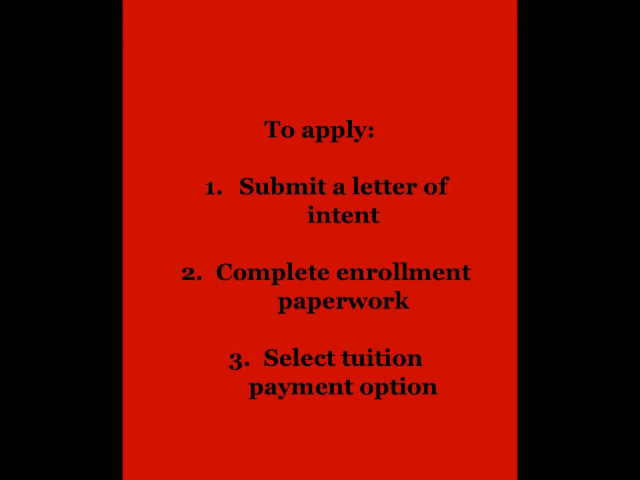 To apply:
1. Submit a letter of
intent
2. Complete enrollment
paperwork
3. Select tuition
payment option